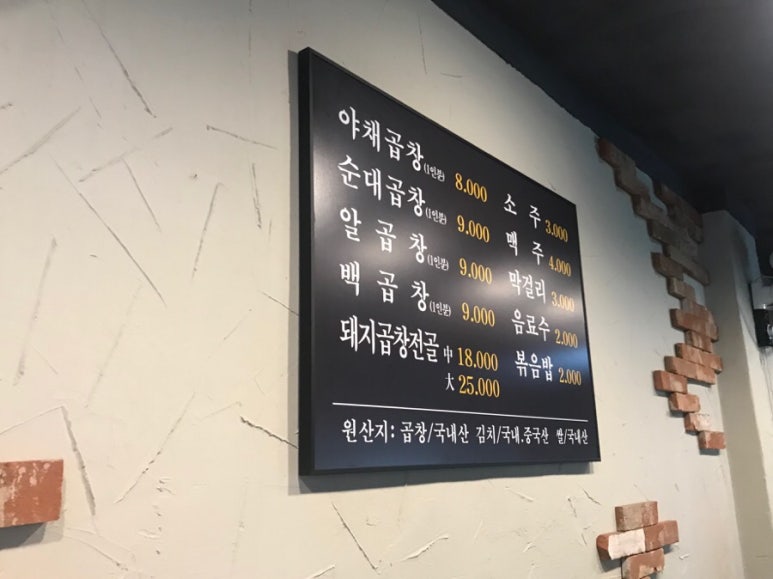 야채곱창(1인분) 8.000
순대곱창(1인분) 9.000
알곱창(1인분) 9.000
백곱창(1인분) 9.000
돼지곱창전골 中 18.000
大 25.000
소주 3.000
맥주 4.000
막걸리 3.000
음료수 2.000
볶음밥 2.000
원산지: 곱창/국내산 김치/국내.중국산 쌀/국내산